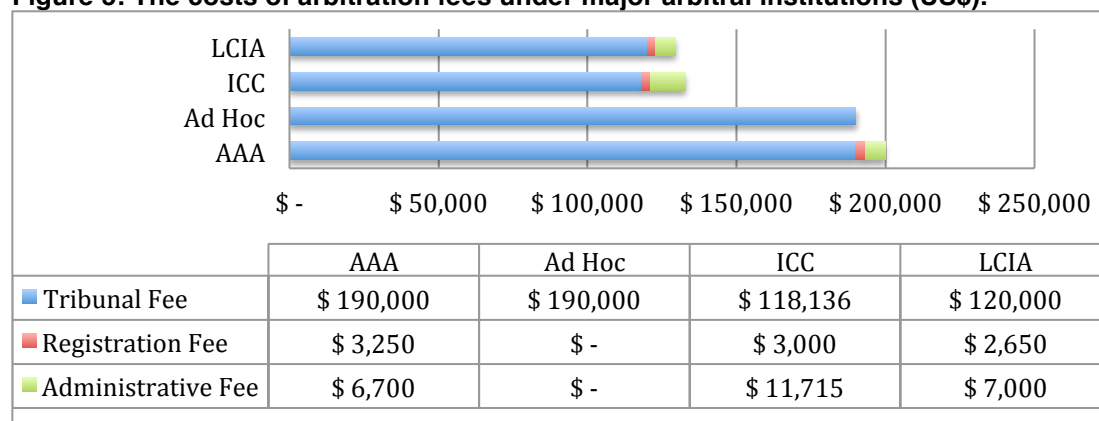 Figure 9: The costs of arbitration fees under major arbitral institutions (US$).
LCIA
ICC
Ad Hoc
AAA
$ - $ 50,000 $ 100,000 $ 150,000 $ 200,000 $ 250,000
AAA Ad Hoc ICC LCIA
Tribunal Fee $ 190,000 $ 190,000 $ 118,136 $ 120,000
Registration Fee $ 3,250 $ - $ 3,000 $ 2,650
Administrative Fee $ 6,700 $ - $ 11,715 $ 7,000